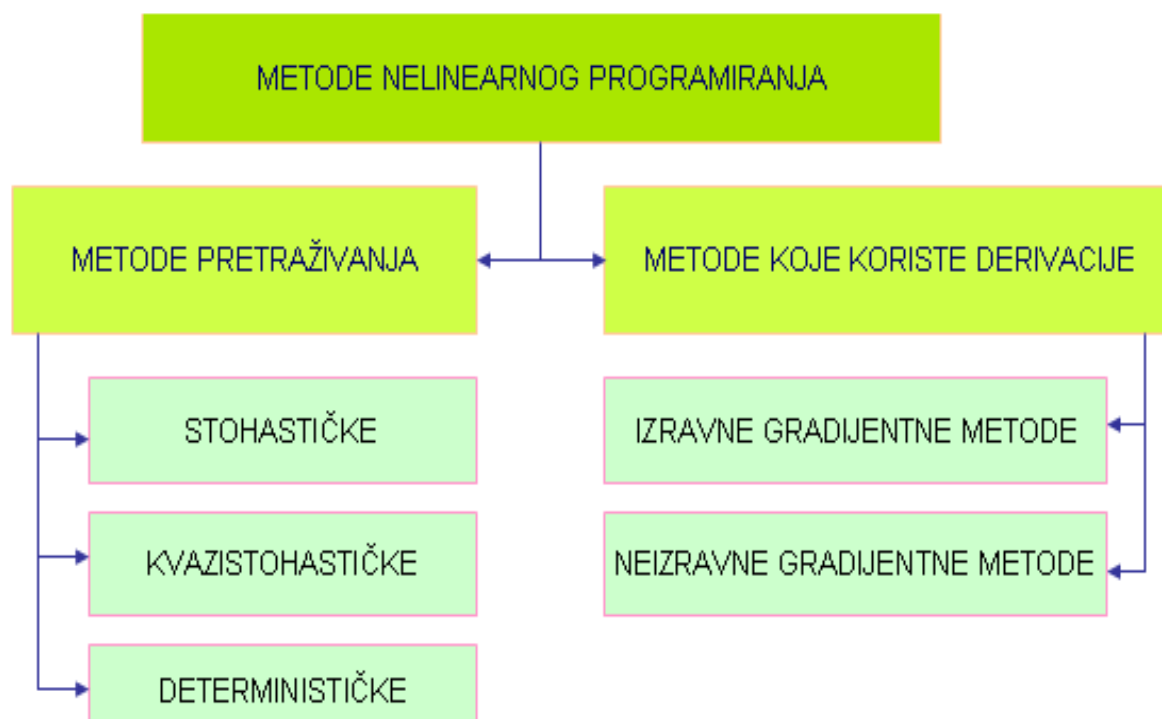 METODE NELINEARNOG PROGRAMIRANJA
METODE PRETRAŽIVANJA
METODE KOJE KORISTE DERIVACIJE
STOHASTIČKE
IZRAVNE GRADIJENTNE METODE
KVAZISTOHASTIČKE
NEIZRAVNE GRADIJENTNE METODE
DETERMINISTIČKE